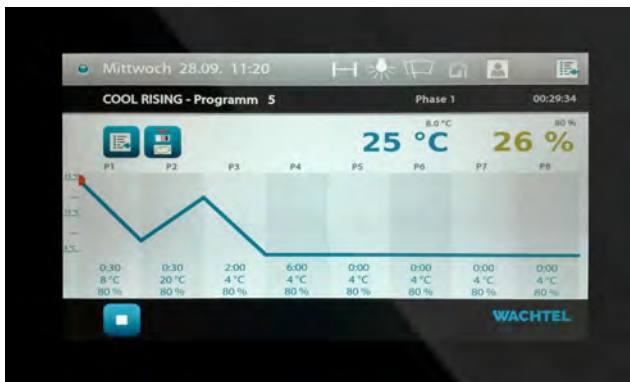 Mittwoch 28.09. 11:20
COOL RISING - Programm 5 Phase 1 00:29:34
8.0 °C 80 %
25 °C 26 %
P1 P2 P3 P4 P5 P6 P7 P8
0:30 0:30 2:00 6:00 0:00 0:00 0:00 0:00
8 °C 20 °C 4 °C 4 °C 4 °C 4 °C 4 °C 4 °C
80 % 80 % 80 % 80 % 80 % 80 % 80 % 80 %
WACHTEL